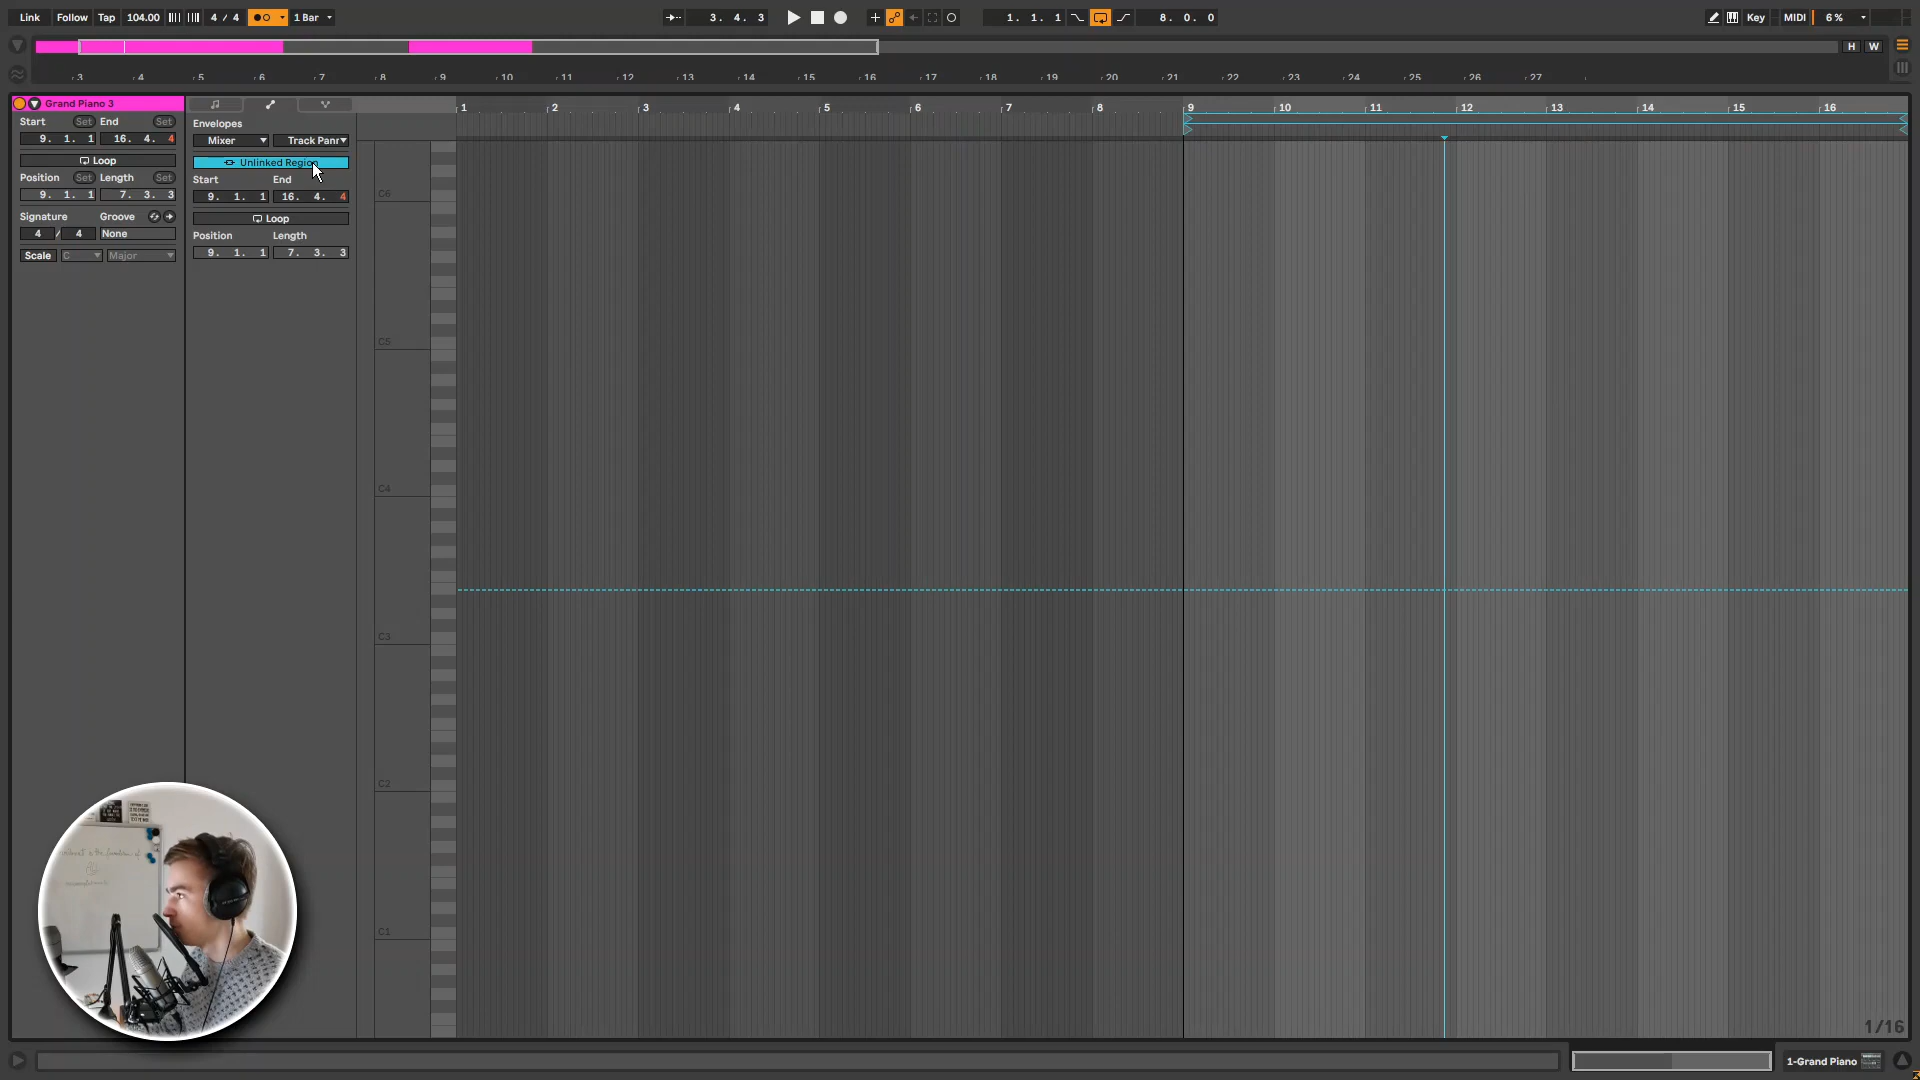 Link Follow Tap 104.00 4 / 4 1 Bar 3. 4. 3 1. 1. 1 8. 0. 0 Key MIDI 6 %
H W
3 4 5 6 7 8 9 10 11 12 13 14 15 16 17 18 19 20 21 22 23 24 25 26 27
Grand Piano 3
Start Set End Set
9. 1. 1 16. 4. 4
Loop
Position Set Length Set
9. 1. 1 7. 3. 3
Signature Groove
4 / 4 None
Scale C Major
Envelopes
Mixer Track Panr
Unlinked Region
Start End
9. 1. 1 16. 4. 4
Loop
Position Length
9. 1. 1 7. 3. 3
1 2 3 4 5 6 7 8 9 10 11 12 13 14 15 16
C6
C5
C4
C3
C2
C1
1/16
1-Grand Piano